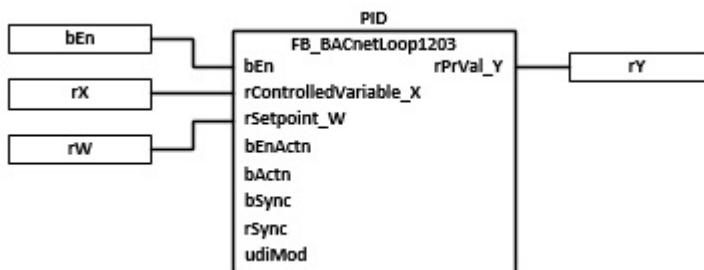 PID
FB_BACnetLoop1203
bEn
bEn
rPrVal_Y
rY
rX
rControlledVariable_X
rW
rSetpoint_W
bEnActn
bActn
bSync
rSync
udiMod